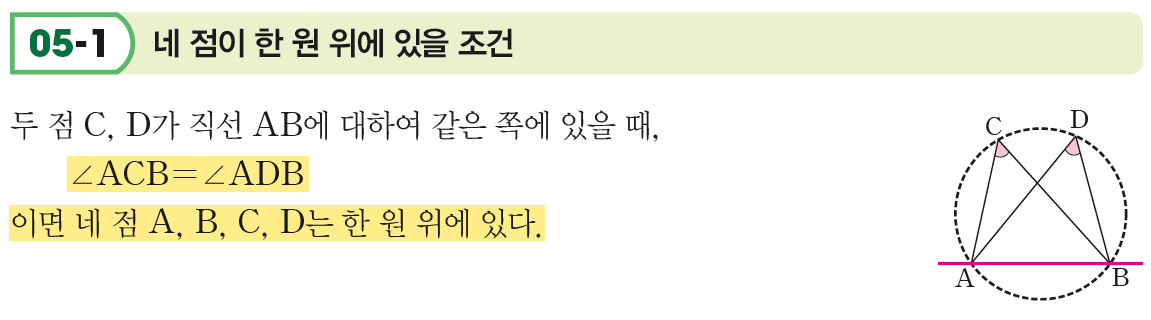 05-1 네 점이 한 원 위에 있을 조건
두 점 C, D가 직선 AB에 대하여 같은 쪽에 있을 때,
∠ACB=∠ADB
이면 네 점 A, B, C, D는 한 원 위에 있다.
C
D
A
B